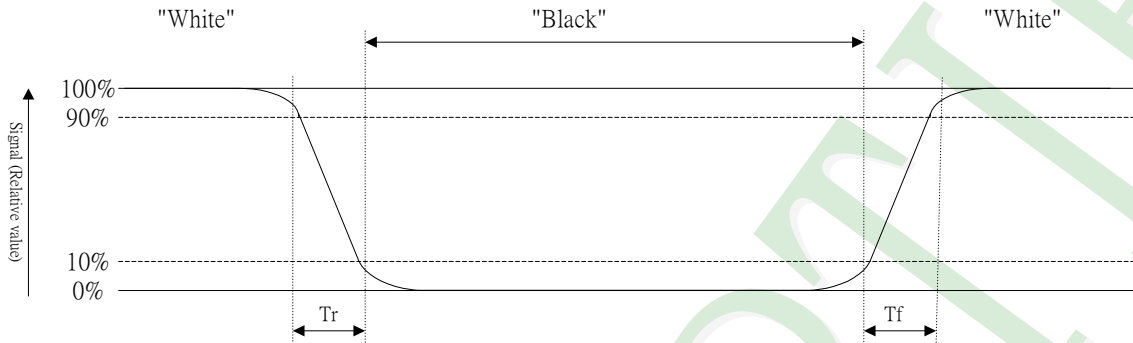 "White" "Black" "White"
100%
90%
Signal (Relative value)
10%
0%
Tr Tf